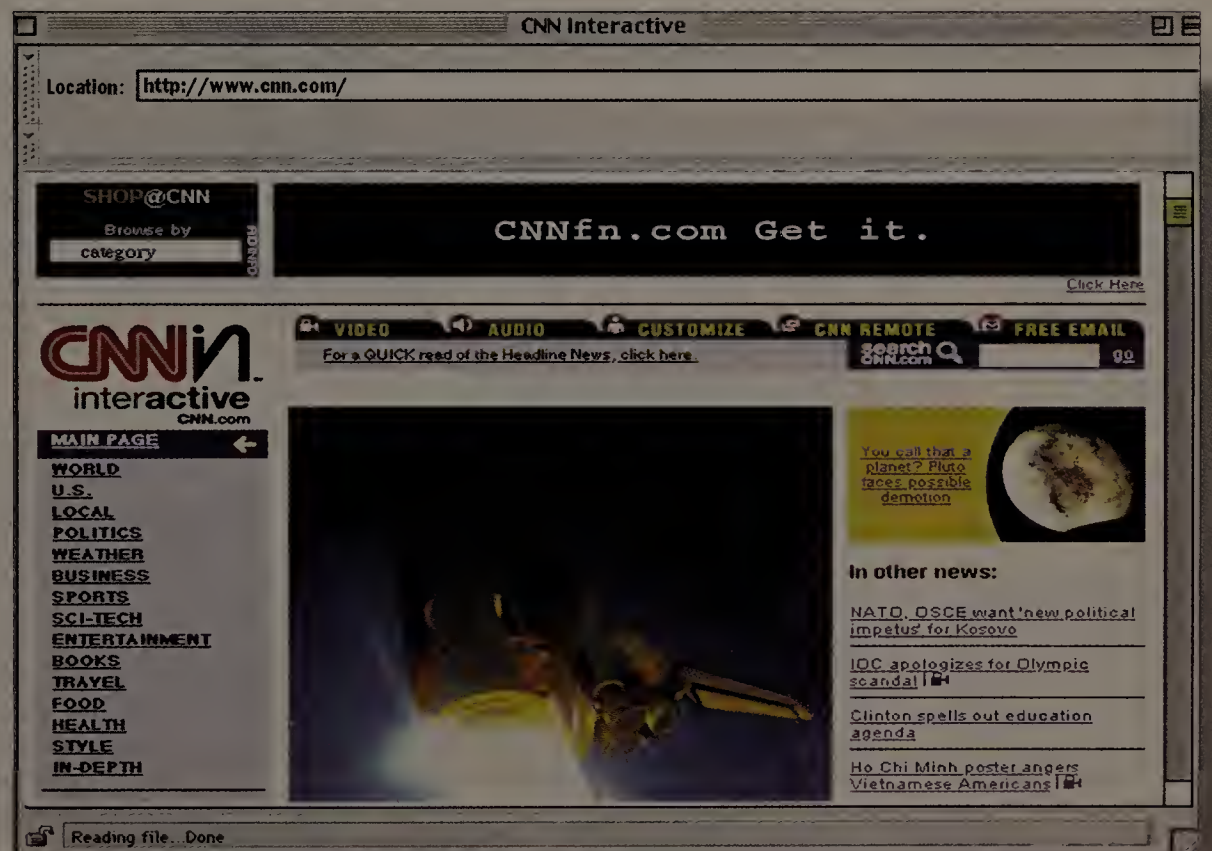 CNN Interactive
Location: http://www.cnn.com/
SHOP@CNN
Browse by
category
AD INFO
CNNfn.com Get it.
Click Here
CNNin
interactive
CNN.com
VIDEO AUDIO CUSTOMIZE CNN REMOTE FREE EMAIL
For a QUICK read of the Headline News, click here.
search
CNN.com
go
MAIN PAGE
WORLD
U.S.
LOCAL
POLITICS
WEATHER
BUSINESS
SPORTS
SCI-TECH
ENTERTAINMENT
BOOKS
TRAVEL
FOOD
HEALTH
STYLE
IN-DEPTH
You call that a
planet? Pluto
faces possible
demotion
In other news:
NATO, OSCE want 'new political
impetus' for Kosovo
IOC apologizes for Olympic
scandal |
Clinton spells out education
agenda
Ho Chi Minh poster angers
Vietnamese Americans |
Reading file...Done